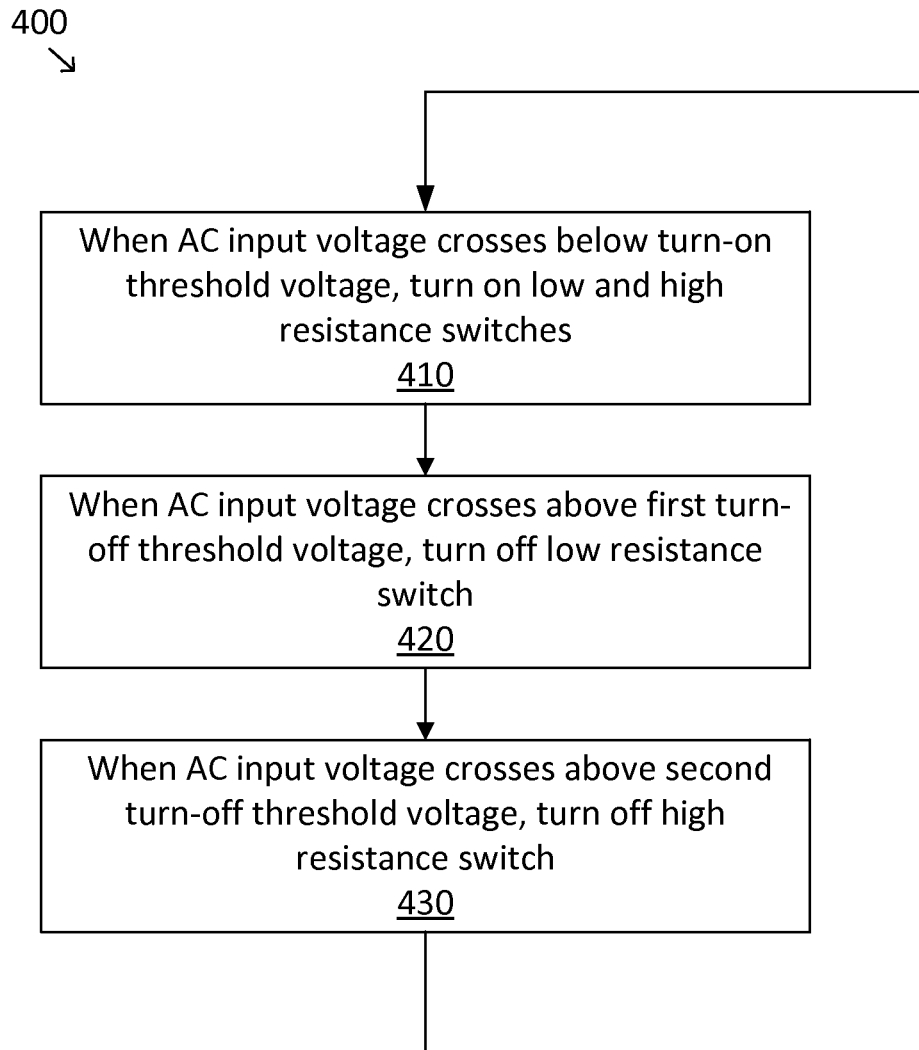 400
When AC input voltage crosses below turn-on
threshold voltage, turn on low and high
resistance switches
410
When AC input voltage crosses above first turn-
off threshold voltage, turn off low resistance
switch
420
When AC input voltage crosses above second
turn-off threshold voltage, turn off high
resistance switch
430